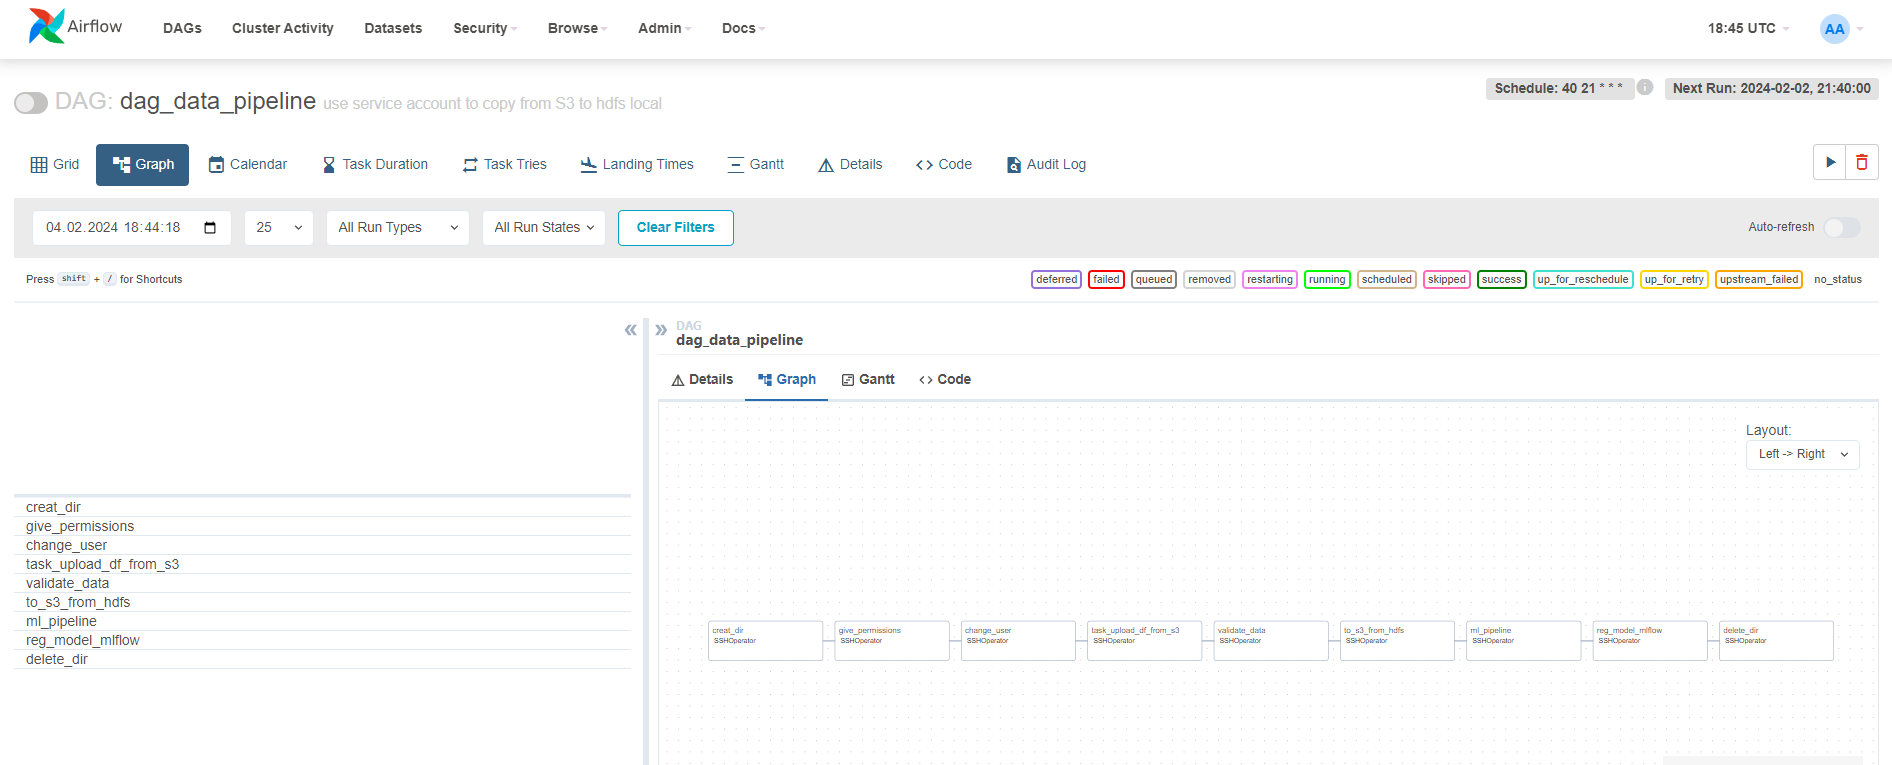 Airflow DAGs Cluster Activity Datasets Security Browse Admin Docs 18:45 UTC AA
DAG: dag_data_pipeline use service account to copy from S3 to hdfs local Schedule: 40 21 * * * i Next Run: 2024-02-02, 21:40:00
Grid Graph Calendar Task Duration Task Tries Landing Times Gantt Details Code Audit Log
04.02.2024 18:44:18 25 All Run Types All Run States Clear Filters Auto-refresh
Press shift + / for Shortcuts deferred failed queued removed restarting running scheduled skipped success up_for_reschedule up_for_retry upstream_failed no_status
DAG
dag_data_pipeline
Details Graph Gantt Code
Layout:
Left -> Right
creat_dir
give_permissions
change_user
task_upload_df_from_s3
validate_data
to_s3_from_hdfs
ml_pipeline
reg_model_mlflow
delete_dir
creat_dir give_permissions change_user task_upload_df_from_s3 validate_data to_s3_from_hdfs ml_pipeline reg_model_mlflow delete_dir
SSHOperator SSHOperator SSHOperator SSHOperator SSHOperator SSHOperator SSHOperator SSHOperator SSHOperator